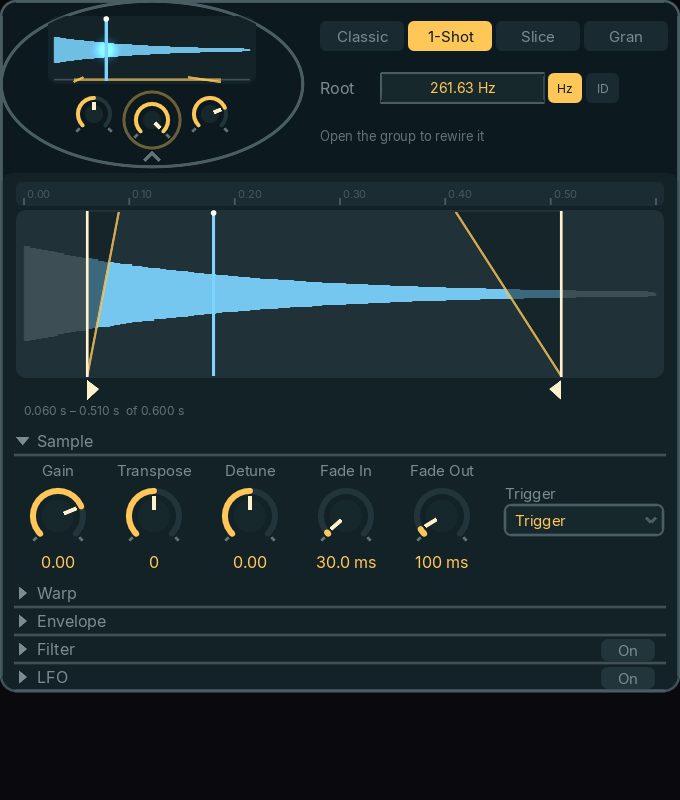 Classic 1-Shot Slice Gran
Root 261.63 Hz Hz ID
Open the group to rewire it
0.00 0.10 0.20 0.30 0.40 0.50
0.060 s – 0.510 s of 0.600 s
Sample
Gain Transpose Detune Fade In Fade Out
Trigger
Trigger
0.00 0 0.00 30.0 ms 100 ms
Warp
Envelope
Filter On
LFO On